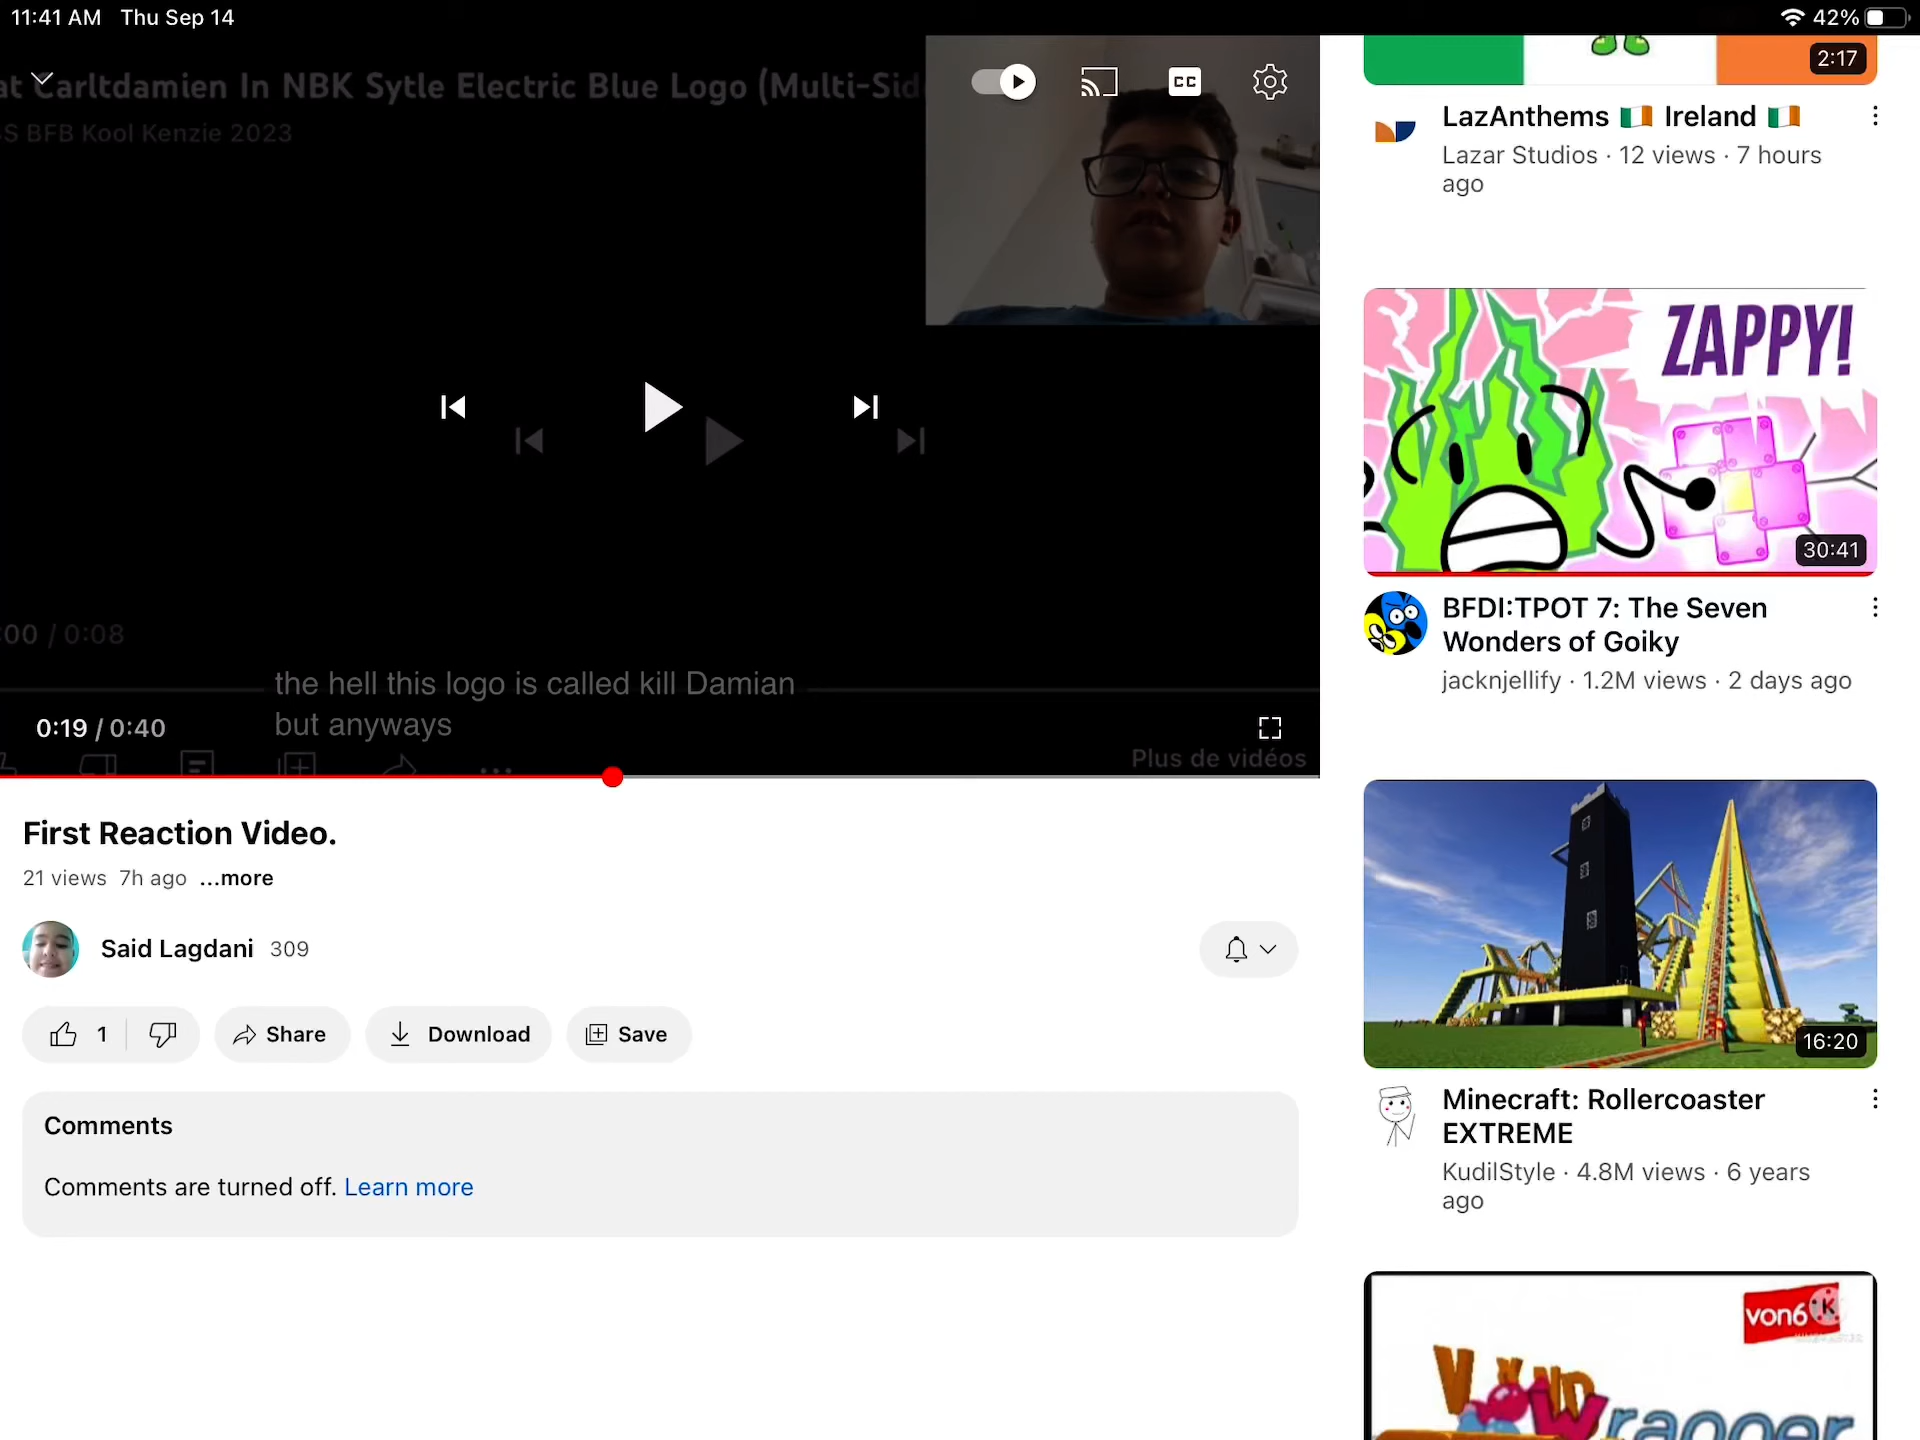 11:41 AM Thu Sep 14
42%
at Carltdamien In NBK Sytle Electric Blue Logo (Multi-Sid
S BFB Kool Kenzie 2023
CC
:00 / 0:08
the hell this logo is called kill Damian
but anyways
0:19 / 0:40
Plus de vidéos
First Reaction Video.
21 views 7h ago ...more
Said Lagdani 309
1
Share
Download
Save
Comments
Comments are turned off. Learn more
2:17
LazAnthems 🇮🇪 Ireland 🇮🇪
Lazar Studios · 12 views · 7 hours
ago
ZAPPY!
30:41
BFDI:TPOT 7: The Seven
Wonders of Goiky
jacknjellify · 1.2M views · 2 days ago
16:20
Minecraft: Rollercoaster
EXTREME
KudilStyle · 4.8M views · 6 years
ago
von6
K
Wrapper